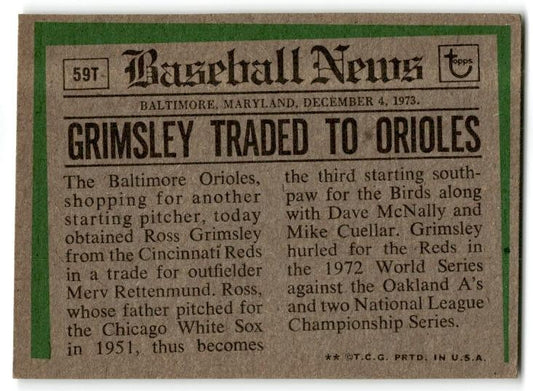 59T
Baseball News
topps
BALTIMORE, MARYLAND, DECEMBER 4, 1973.
GRIMSLEY TRADED TO ORIOLES
The Baltimore Orioles,
shopping for another
starting pitcher, today
obtained Ross Grimsley
from the Cincinnati Reds
in a trade for outfielder
Merv Rettenmund. Ross,
whose father pitched for
the Chicago White Sox
in 1951, thus becomes
the third starting south-
paw for the Birds along
with Dave McNally and
Mike Cuellar. Grimsley
hurled for the Reds in
the 1972 World Series
against the Oakland A's
and two National League
Championship Series.
** ©T.C.G. PRTD. IN U.S.A.